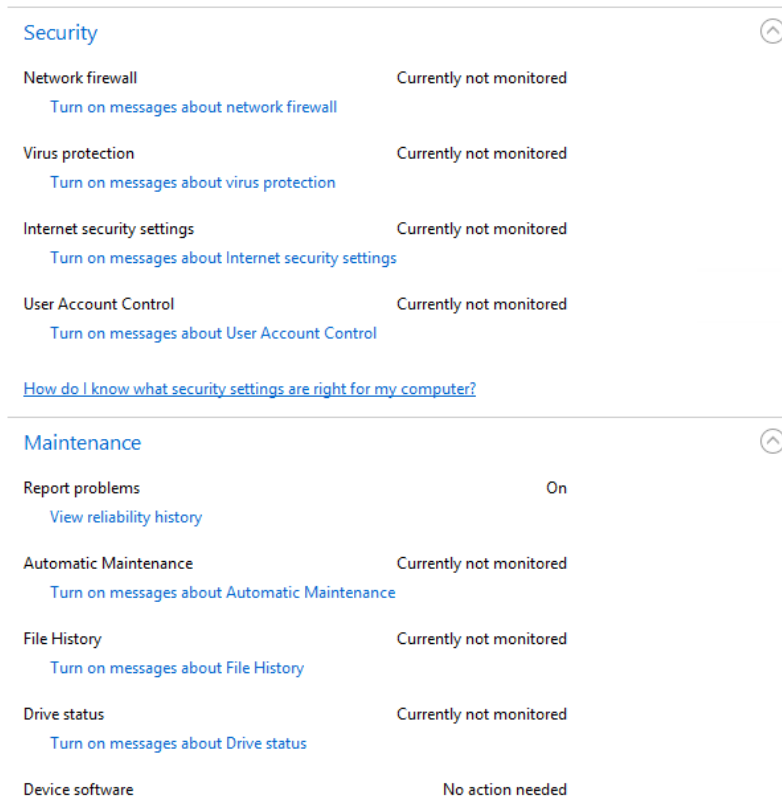 Security
Network firewall Currently not monitored
Turn on messages about network firewall
Virus protection Currently not monitored
Turn on messages about virus protection
Internet security settings Currently not monitored
Turn on messages about Internet security settings
User Account Control Currently not monitored
Turn on messages about User Account Control
How do I know what security settings are right for my computer?
Maintenance
Report problems On
View reliability history
Automatic Maintenance Currently not monitored
Turn on messages about Automatic Maintenance
File History Currently not monitored
Turn on messages about File History
Drive status Currently not monitored
Turn on messages about Drive status
Device software No action needed